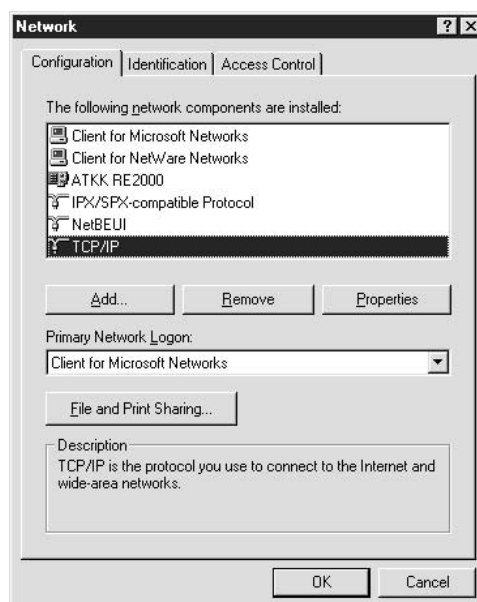 Network
Configuration Identification Access Control
The following network components are installed:
Client for Microsoft Networks
Client for NetWare Networks
ATKK RE2000
IPX/SPX-compatible Protocol
NetBEUI
TCP/IP
Add... Remove Properties
Primary Network Logon:
Client for Microsoft Networks
File and Print Sharing...
Description
TCP/IP is the protocol you use to connect to the Internet and
wide-area networks.
OK Cancel